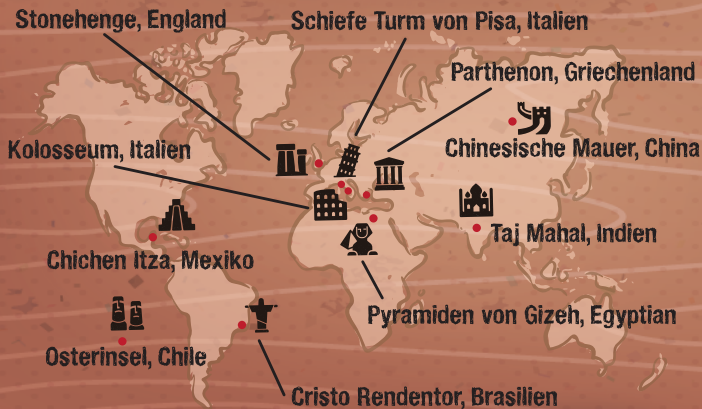 Stonehenge, England
Schiefe Turm von Pisa, Italien
Parthenon, Griechenland
Kolosseum, Italien
Chinesische Mauer, China
Taj Mahal, Indien
Chichen Itza, Mexiko
Pyramiden von Gizeh, Egyptian
Osterinsel, Chile
Cristo Rendentor, Brasilien